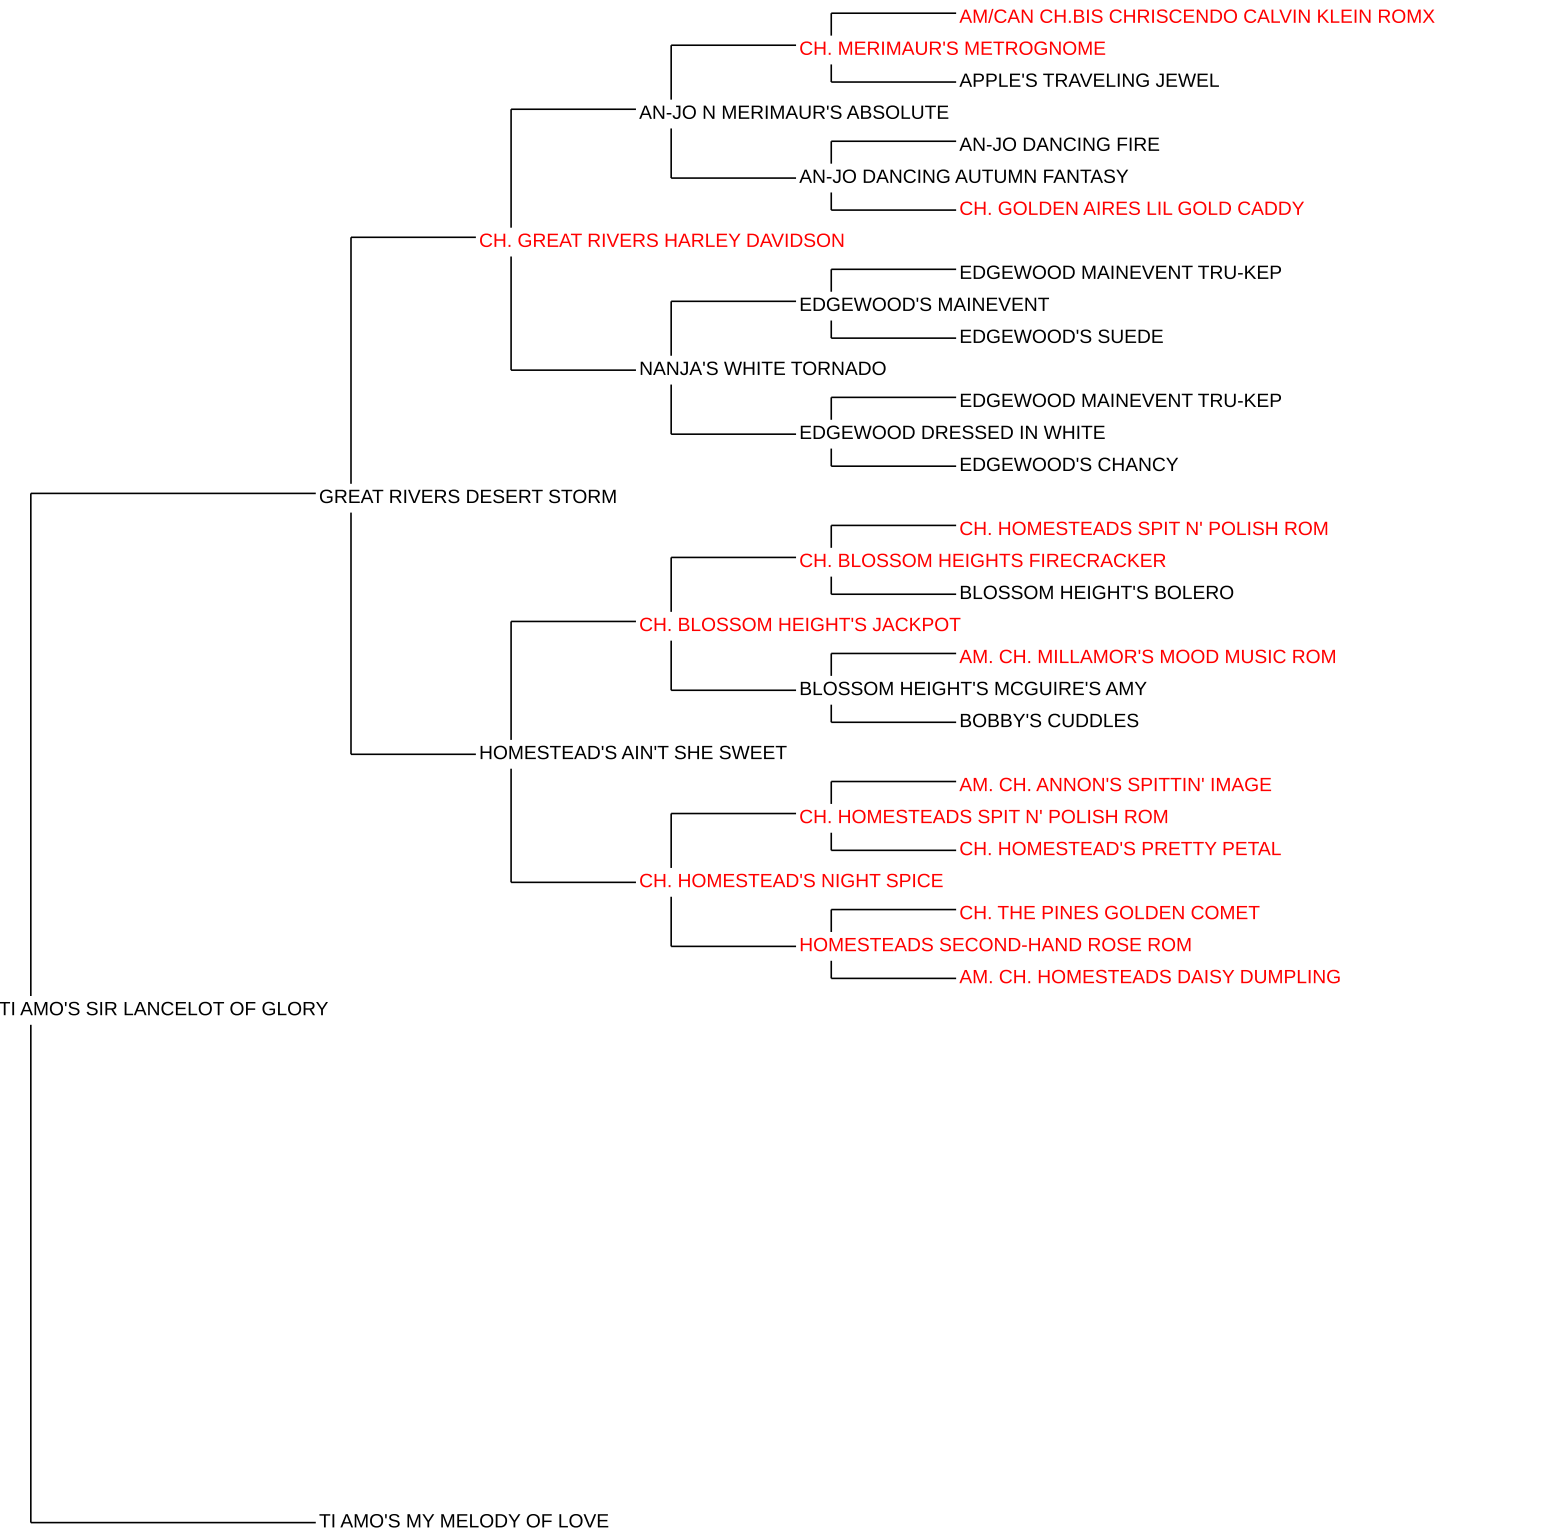 AM/CAN CH.BIS CHRISCENDO CALVIN KLEIN ROMX
CH. MERIMAUR'S METROGNOME
APPLE'S TRAVELING JEWEL
AN-JO N MERIMAUR'S ABSOLUTE
AN-JO DANCING FIRE
AN-JO DANCING AUTUMN FANTASY
CH. GOLDEN AIRES LIL GOLD CADDY
CH. GREAT RIVERS HARLEY DAVIDSON
EDGEWOOD MAINEVENT TRU-KEP
EDGEWOOD'S MAINEVENT
EDGEWOOD'S SUEDE
NANJA'S WHITE TORNADO
EDGEWOOD MAINEVENT TRU-KEP
EDGEWOOD DRESSED IN WHITE
EDGEWOOD'S CHANCY
GREAT RIVERS DESERT STORM
CH. HOMESTEADS SPIT N' POLISH ROM
CH. BLOSSOM HEIGHTS FIRECRACKER
BLOSSOM HEIGHT'S BOLERO
CH. BLOSSOM HEIGHT'S JACKPOT
AM. CH. MILLAMOR'S MOOD MUSIC ROM
BLOSSOM HEIGHT'S MCGUIRE'S AMY
BOBBY'S CUDDLES
HOMESTEAD'S AIN'T SHE SWEET
AM. CH. ANNON'S SPITTIN' IMAGE
CH. HOMESTEADS SPIT N' POLISH ROM
CH. HOMESTEAD'S PRETTY PETAL
CH. HOMESTEAD'S NIGHT SPICE
CH. THE PINES GOLDEN COMET
HOMESTEADS SECOND-HAND ROSE ROM
AM. CH. HOMESTEADS DAISY DUMPLING
TI AMO'S SIR LANCELOT OF GLORY
TI AMO'S MY MELODY OF LOVE